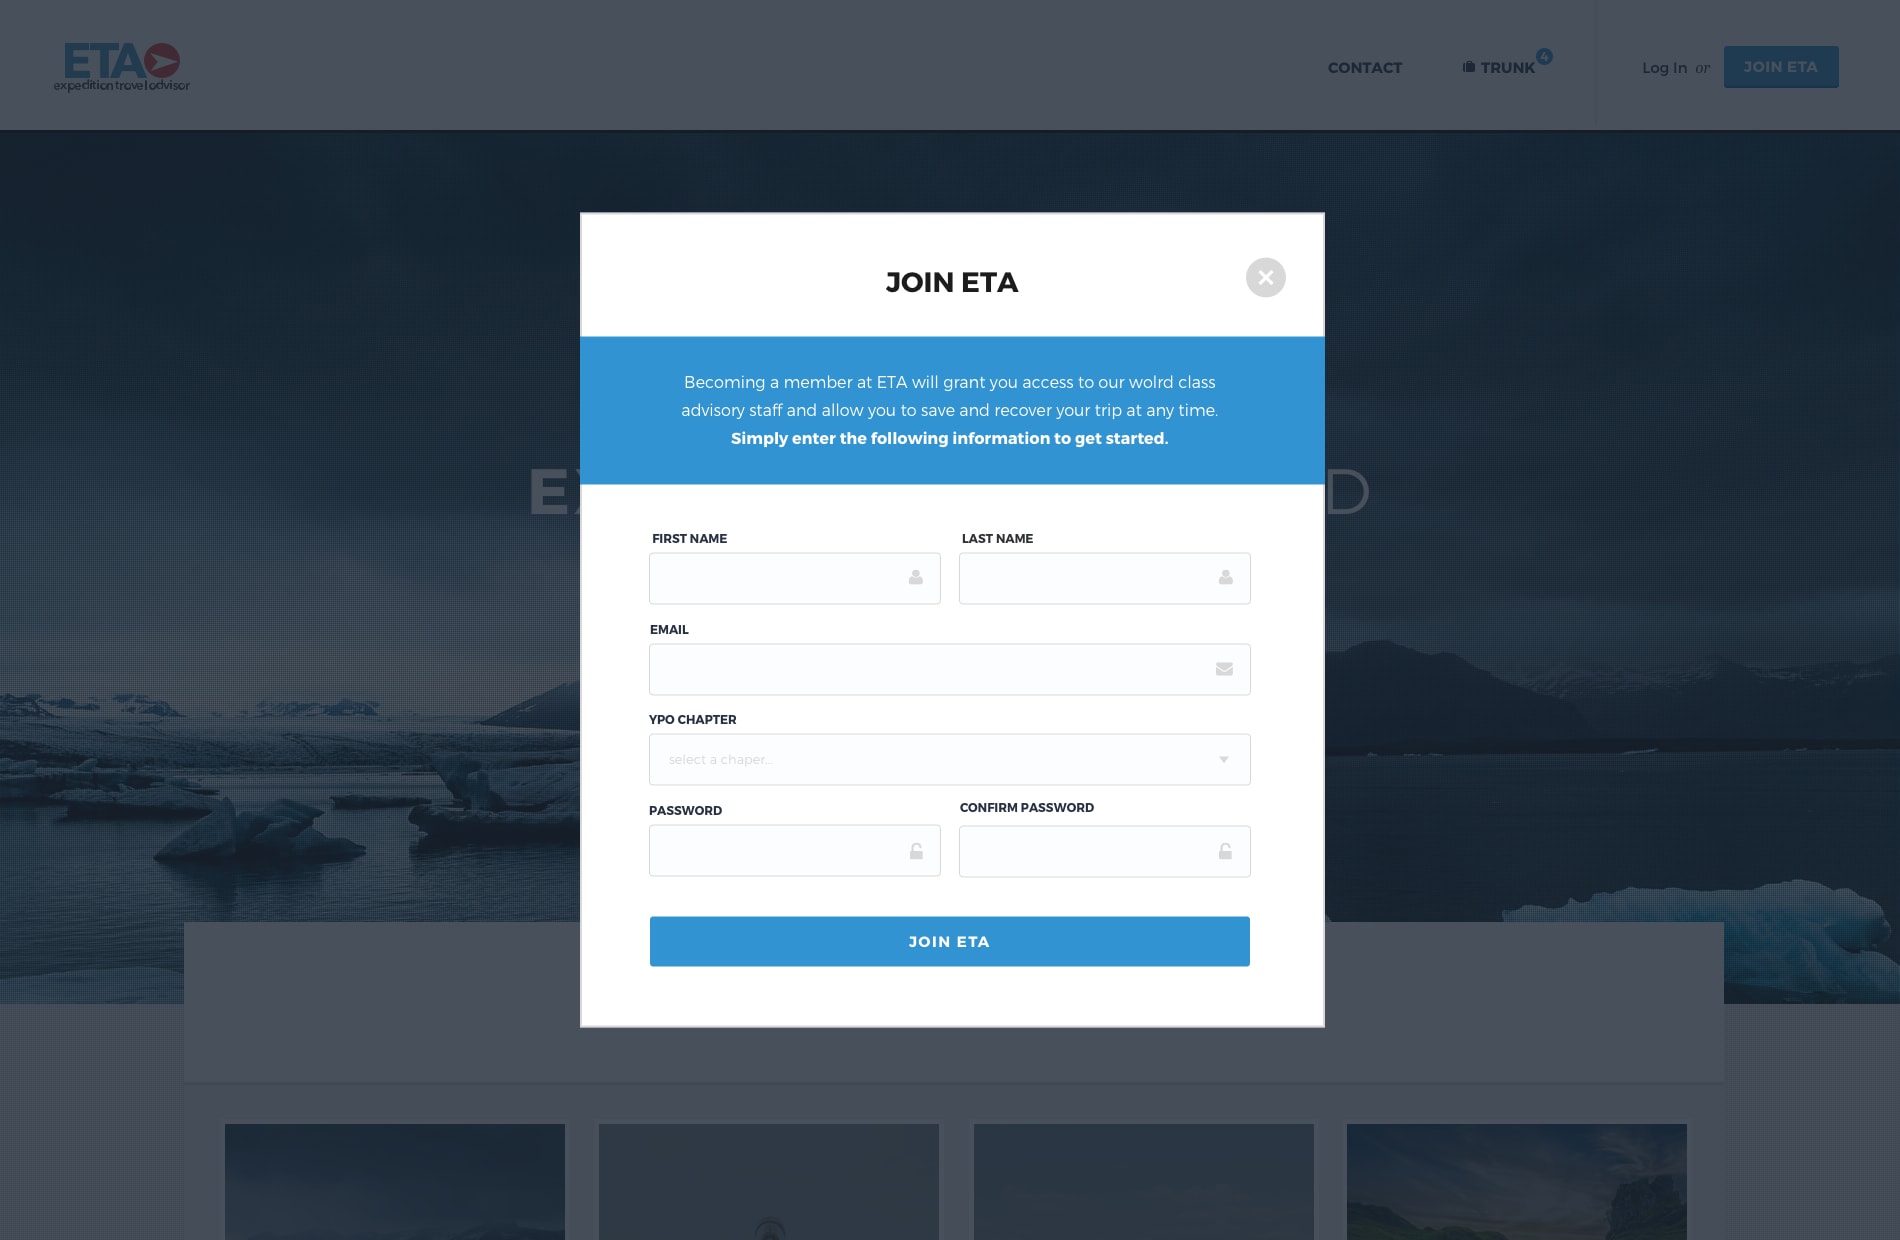 ETA
expedition travel advisor
CONTACT
TRUNK 4
Log In or
JOIN ETA
JOIN ETA
Becoming a member at ETA will grant you access to our wolrd class
advisory staff and allow you to save and recover your trip at any time.
Simply enter the following information to get started.
FIRST NAME
LAST NAME
EMAIL
YPO CHAPTER
select a chaper...
PASSWORD
CONFIRM PASSWORD
JOIN ETA